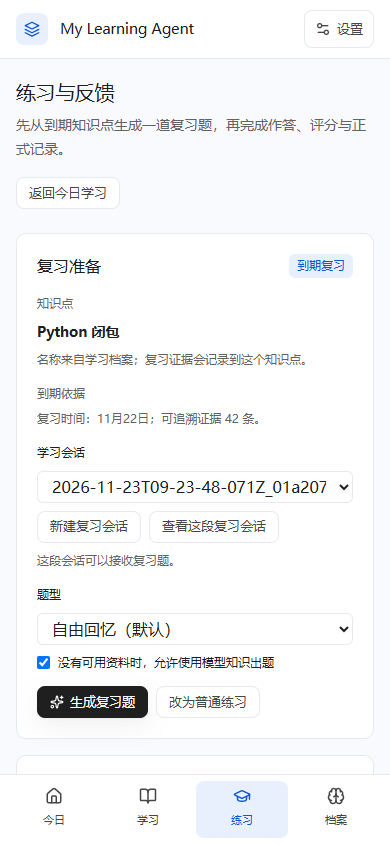 My Learning Agent
设置
练习与反馈
先从到期知识点生成一道复习题，再完成作答、评分与正
式记录。
返回今日学习
复习准备
到期复习
知识点
Python 闭包
名称来自学习档案；复习证据会记录到这个知识点。
到期依据
复习时间：11月22日；可追溯证据 42 条。
学习会话
2026-11-23T09-23-48-071Z_01a207
新建复习会话
查看这段复习会话
这段会话可以接收复习题。
题型
自由回忆（默认）
没有可用资料时，允许使用模型知识出题
生成复习题
改为普通练习
今日
学习
练习
档案